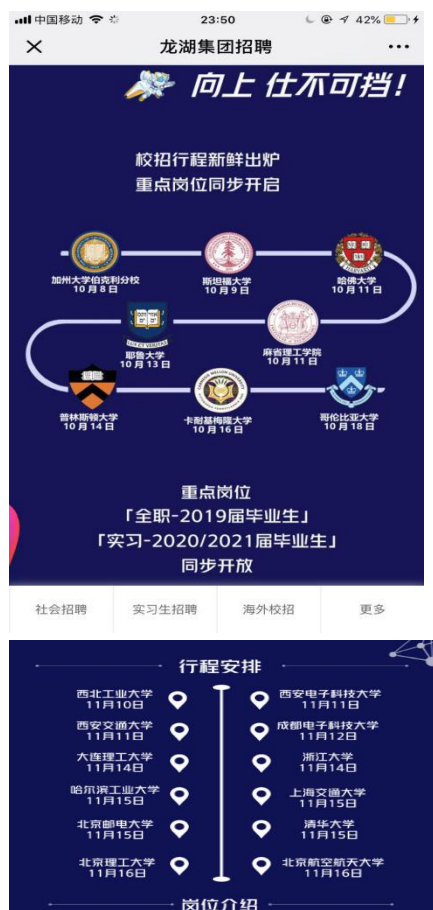 中国移动 23:50 42%
龙湖集团招聘
向上 仕不可挡!
校招行程新鲜出炉
重点岗位同步开启
加州大学伯克利分校
10月8日
斯坦福大学
10月9日
哈佛大学
10月11日
耶鲁大学
10月13日
麻省理工学院
10月11日
普林斯顿大学
10月14日
卡耐基梅隆大学
10月16日
哥伦比亚大学
10月18日
重点岗位
「全职-2019届毕业生」
「实习-2020/2021届毕业生」
同步开放
社会招聘 实习生招聘 海外校招 更多
行程安排
西北工业大学
11月10日
西安电子科技大学
11月11日
西安交通大学
11月11日
成都电子科技大学
11月12日
大连理工大学
11月14日
浙江大学
11月14日
哈尔滨工业大学
11月15日
上海交通大学
11月15日
北京邮电大学
11月15日
清华大学
11月15日
北京理工大学
11月16日
北京航空航天大学
11月16日
岗位介绍